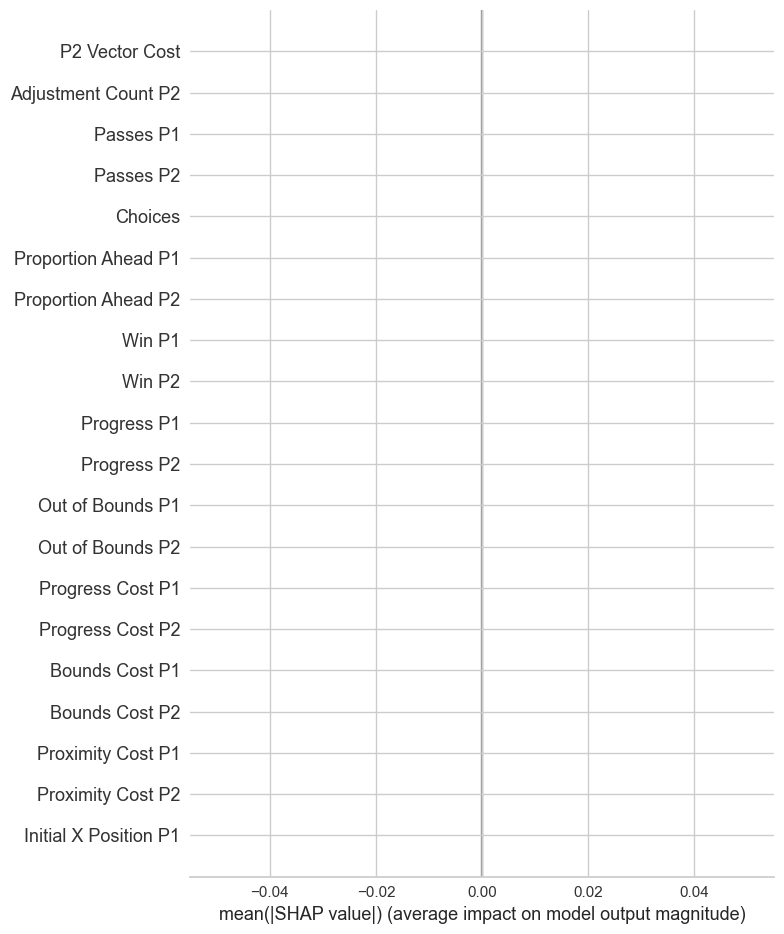 P2 Vector Cost
Adjustment Count P2
Passes P1
Passes P2
Choices
Proportion Ahead P1
Proportion Ahead P2
Win P1
Win P2
Progress P1
Progress P2
Out of Bounds P1
Out of Bounds P2
Progress Cost P1
Progress Cost P2
Bounds Cost P1
Bounds Cost P2
Proximity Cost P1
Proximity Cost P2
Initial X Position P1
−0.04 −0.02 0.00 0.02 0.04
mean(|SHAP value|) (average impact on model output magnitude)